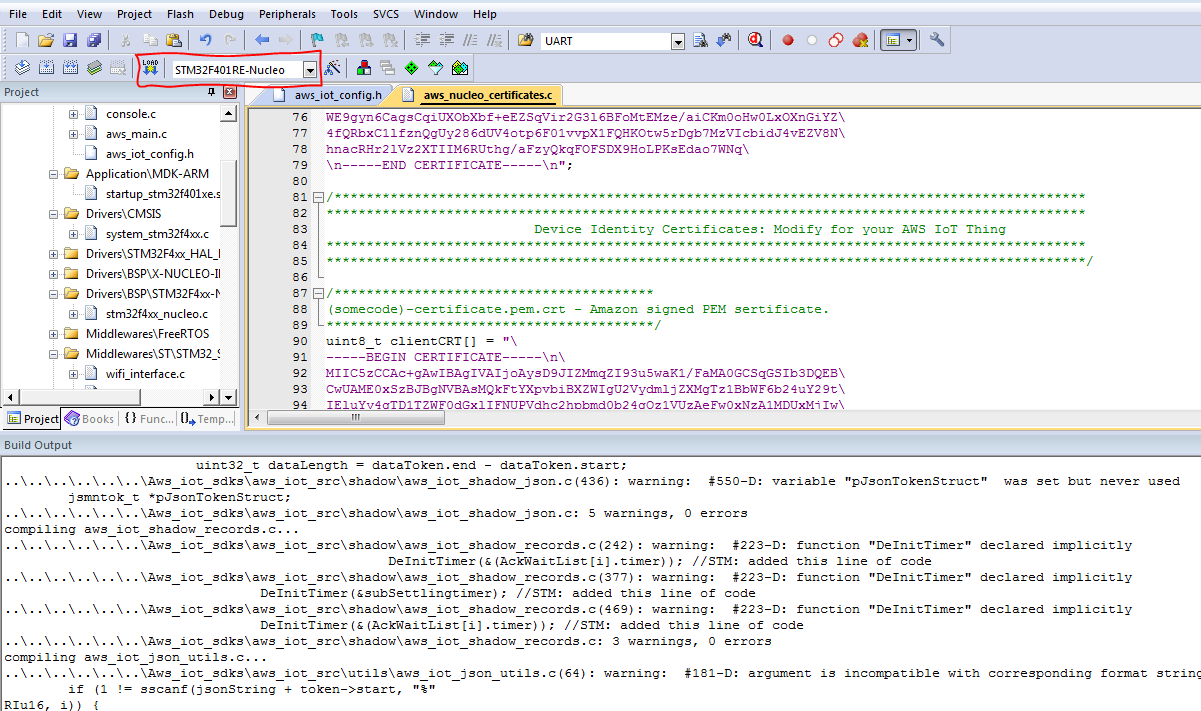 File Edit View Project Flash Debug Peripherals Tools SVCS Window Help
UART
LOAD STM32F401RE-Nucleo
Project
aws_iot_config.h aws_nucleo_certificates.c
console.c
aws_main.c
aws_iot_config.h
Application\MDK-ARM
startup_stm32f401xe.s
Drivers\CMSIS
system_stm32f4xx.c
Drivers\STM32F4xx_HAL_
Drivers\BSP\X-NUCLEO-I
Drivers\BSP\STM32F4xx-N
stm32f4xx_nucleo.c
Middlewares\FreeRTOS
Middlewares\ST\STM32_S
wifi_interface.c
Project Books {} Func... Temp...
76 WE9gyn6CagsCqiUXObXbf+eEZSqVir2G3l6BFoMtEMze/aiCKm0oHw0LxOXnGiYZ\
77 4fQRbxC1lfznQgUy286dUV4otp6F01vvpX1FQHKOtw5rDgb7MzVIcbidJ4vEZV8N\
78 hnacRHr2lVz2XTIIM6RUthg/aFzyQkqFOFSDX9HoLPKsEdao7WNq\
79 \n-----END CERTIFICATE-----\n";
80
81 /***********************************************************************************************
82 ***********************************************************************************************
83 Device Identity Certificates: Modify for your AWS IoT Thing
84 ***********************************************************************************************
85 ***********************************************************************************************/
86
87 /****************************************
88 (somecode)-certificate.pem.crt - Amazon signed PEM sertificate.
89 *****************************************/
90 uint8_t clientCRT[] = "\
91 -----BEGIN CERTIFICATE-----\n\
92 MIIC5zCCAc+gAwIBAgIVAIjoAysD9JIZMmqZI93u5waK1/FaMA0GCSqGSIb3DQEB\
93 CwUAME0xSzBJBgNVBAsMQkFtYXpvbiBXZWIgU2VydmljZXMgTz1BbWF6b24uY29t\
94 IEluYy4gTD1TZWF0dGxlIFNUPVdhc2hpbmd0b24gQz1VUzAeFw0xNzA1MDUxMjIw\
Build Output
uint32_t dataLength = dataToken.end - dataToken.start;
..\..\..\..\..\Aws_iot_sdks\aws_iot_src\shadow\aws_iot_shadow_json.c(436): warning: #550-D: variable "pJsonTokenStruct" was set but never used
jsmntok_t *pJsonTokenStruct;
..\..\..\..\..\Aws_iot_sdks\aws_iot_src\shadow\aws_iot_shadow_json.c: 5 warnings, 0 errors
compiling aws_iot_shadow_records.c...
..\..\..\..\..\Aws_iot_sdks\aws_iot_src\shadow\aws_iot_shadow_records.c(242): warning: #223-D: function "DeInitTimer" declared implicitly
DeInitTimer(&(AckWaitList[i].timer)); //STM: added this line of code
..\..\..\..\..\Aws_iot_sdks\aws_iot_src\shadow\aws_iot_shadow_records.c(377): warning: #223-D: function "DeInitTimer" declared implicitly
DeInitTimer(&subSettlingtimer); //STM: added this line of code
..\..\..\..\..\Aws_iot_sdks\aws_iot_src\shadow\aws_iot_shadow_records.c(469): warning: #223-D: function "DeInitTimer" declared implicitly
DeInitTimer(&(AckWaitList[i].timer)); //STM: added this line of code
..\..\..\..\..\Aws_iot_sdks\aws_iot_src\shadow\aws_iot_shadow_records.c: 3 warnings, 0 errors
compiling aws_iot_json_utils.c...
..\..\..\..\..\Aws_iot_sdks\aws_iot_src\utils\aws_iot_json_utils.c(64): warning: #181-D: argument is incompatible with corresponding format string
if (1 != sscanf(jsonString + token->start, "%"
RIu16, i)) {